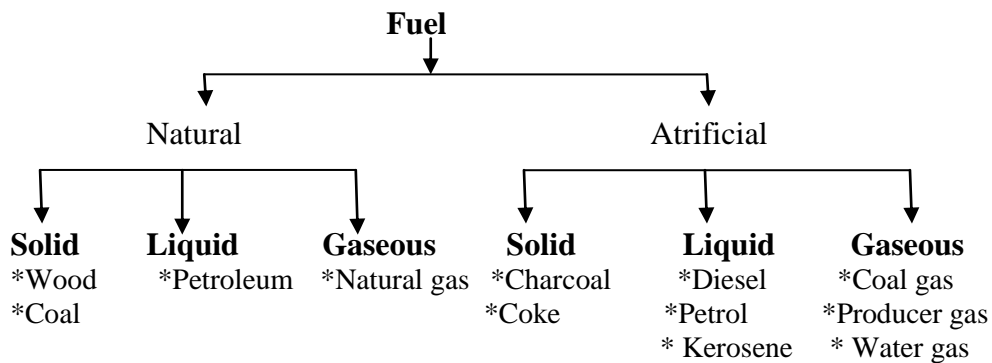 Fuel
Natural Atrificial
Solid Liquid Gaseous Solid Liquid Gaseous
*Wood *Petroleum *Natural gas *Charcoal *Diesel *Coal gas
*Coal *Coke *Petrol *Producer gas
* Kerosene * Water gas